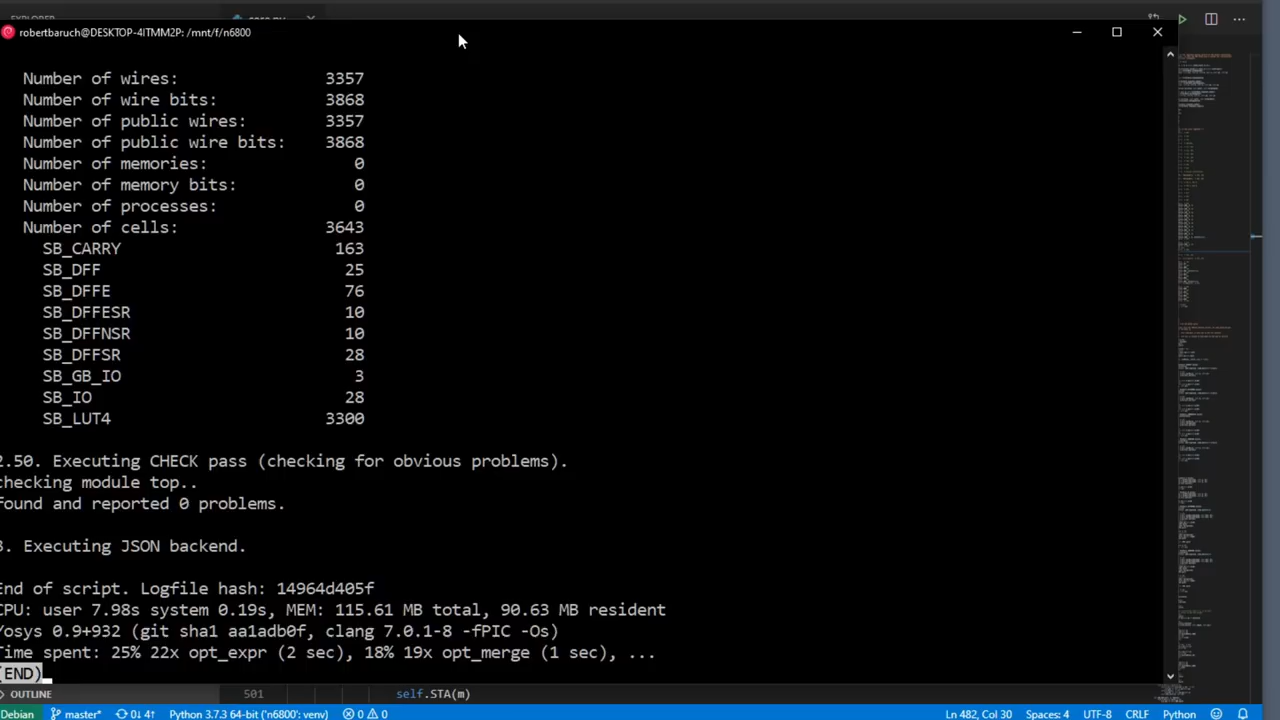 EXPLORER
robertbaruch@DESKTOP-4ITMM2P: /mnt/f/n6800
Number of wires: 3357
Number of wire bits: 3868
Number of public wires: 3357
Number of public wire bits: 3868
Number of memories: 0
Number of memory bits: 0
Number of processes: 0
Number of cells: 3643
SB_CARRY 163
SB_DFF 25
SB_DFFE 76
SB_DFFESR 10
SB_DFFNSR 10
SB_DFFSR 28
SB_GB_IO 3
SB_IO 28
SB_LUT4 3300
2.50. Executing CHECK pass (checking for obvious problems).
checking module top..
found and reported 0 problems.
3. Executing JSON backend.
End of script. Logfile hash: 149644405f
CPU: user 7.98s system 0.19s, MEM: 115.61 MB total, 90.63 MB resident
Yosys 0.9+932 (git sha1 aa1adb0f, clang 7.0.1-8 -fPIC -Os)
Time spent: 25% 22x opt_expr (2 sec), 18% 19x opt_merge (1 sec), ...
(END)
OUTLINE 501 self.STA(m)
Debian master* 0↓ 4↑ Python 3.7.3 64-bit ('n6800': venv) 0 0 Ln 482, Col 30 Spaces: 4 UTF-8 CRLF Python